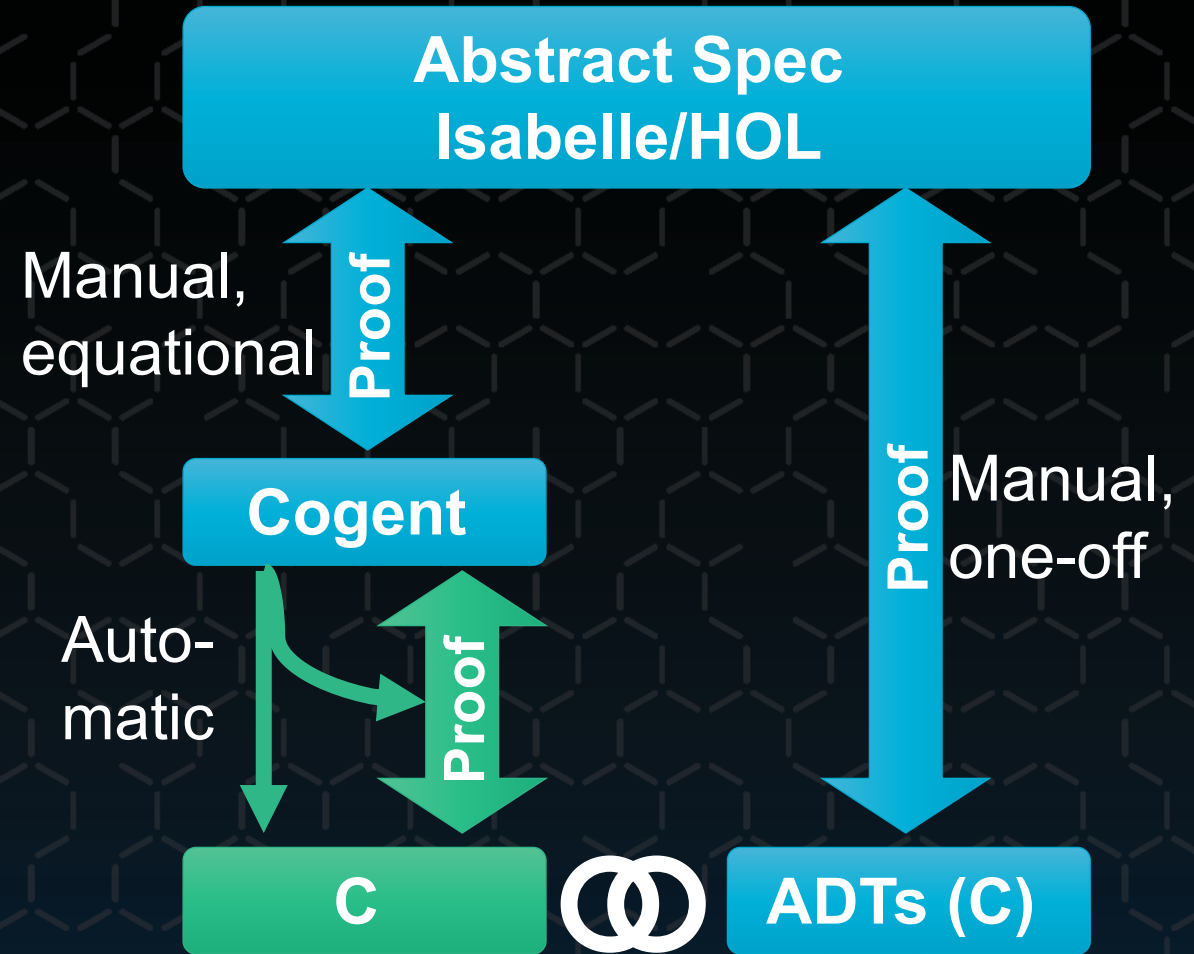 Abstract Spec
Isabelle/HOL
Manual,
equational
Proof
Cogent
Proof
Manual,
one-off
Auto-
matic
Proof
C
ADTs (C)